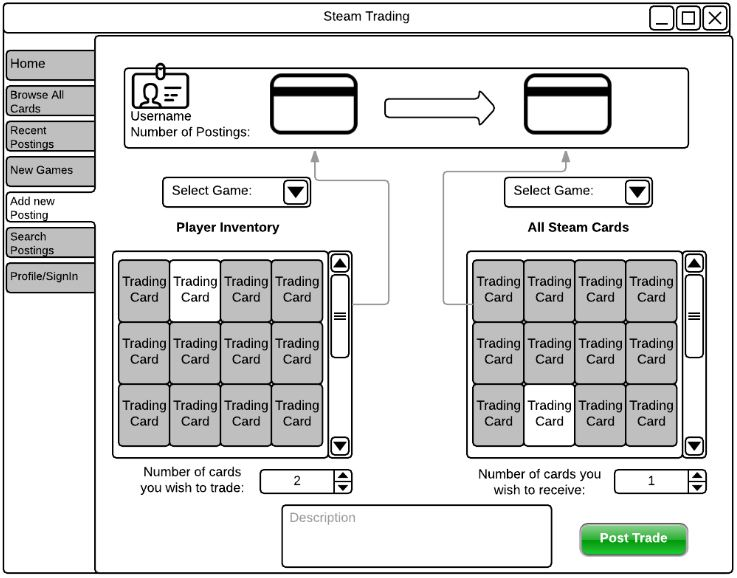 Steam Trading
Home
Browse All
Cards
Recent
Postings
New Games
Add new
Posting
Search
Postings
Profile/SignIn
Username
Number of Postings:
Select Game:
Select Game:
Player Inventory
All Steam Cards
Trading Trading Trading Trading
Card Card Card Card
Trading Trading Trading Trading
Card Card Card Card
Trading Trading Trading Trading
Card Card Card Card
Trading Trading Trading Trading
Card Card Card Card
Trading Trading Trading Trading
Card Card Card Card
Trading Trading Trading Trading
Card Card Card Card
Number of cards
you wish to trade:
2
Number of cards you
wish to receive:
1
Description
Post Trade